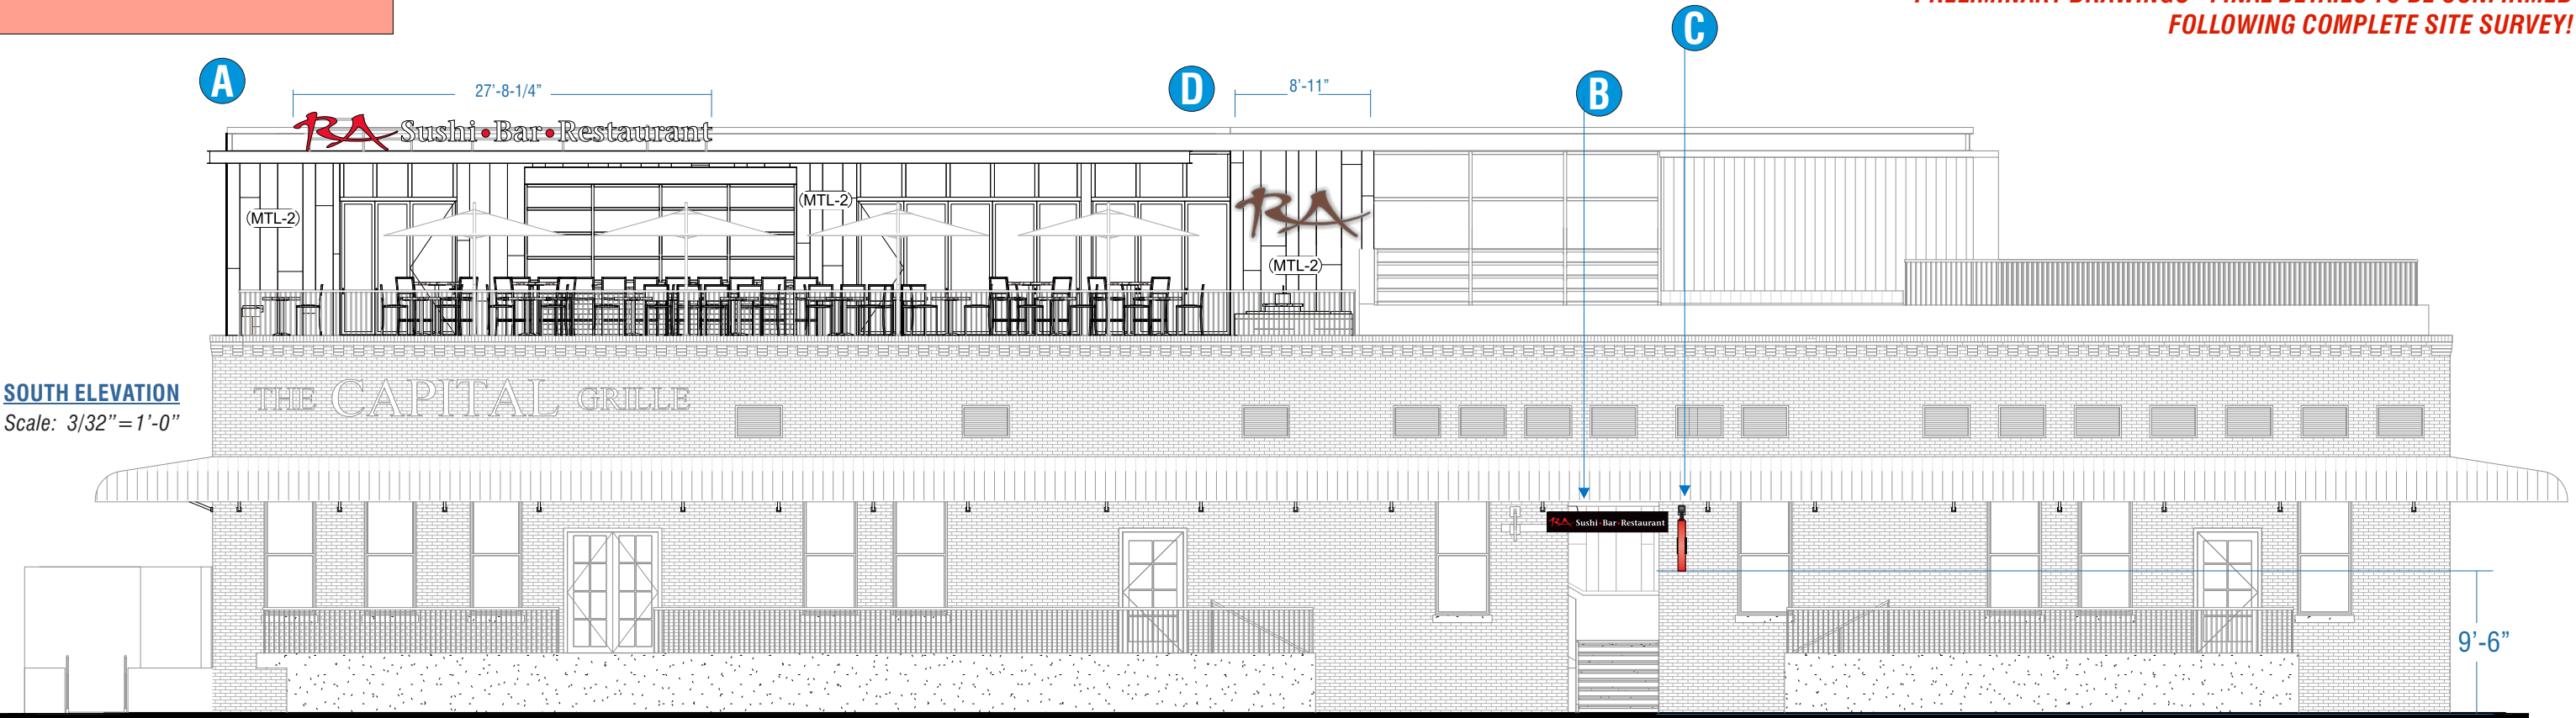 PRELIMINARY DRAWINGS - FINAL DETAILS TO BE CONFIRMED
FOLLOWING COMPLETE SITE SURVEY!
C
A
27'-8-1/4"
D
8'-11"
B
RA Sushi•Bar•Restaurant
(MTL-2)
(MTL-2)
RA
(MTL-2)
SOUTH ELEVATION
Scale: 3/32"=1'-0"
THE CAPITAL GRILLE
RA Sushi•Bar•Restaurant
9'-6"